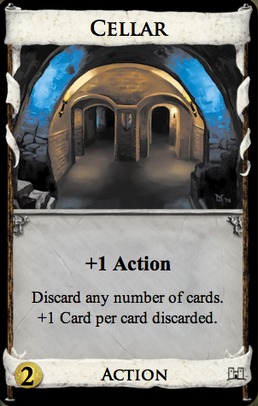 CELLAR
+1 Action
Discard any number of cards.
+1 Card per card discarded.
2
ACTION